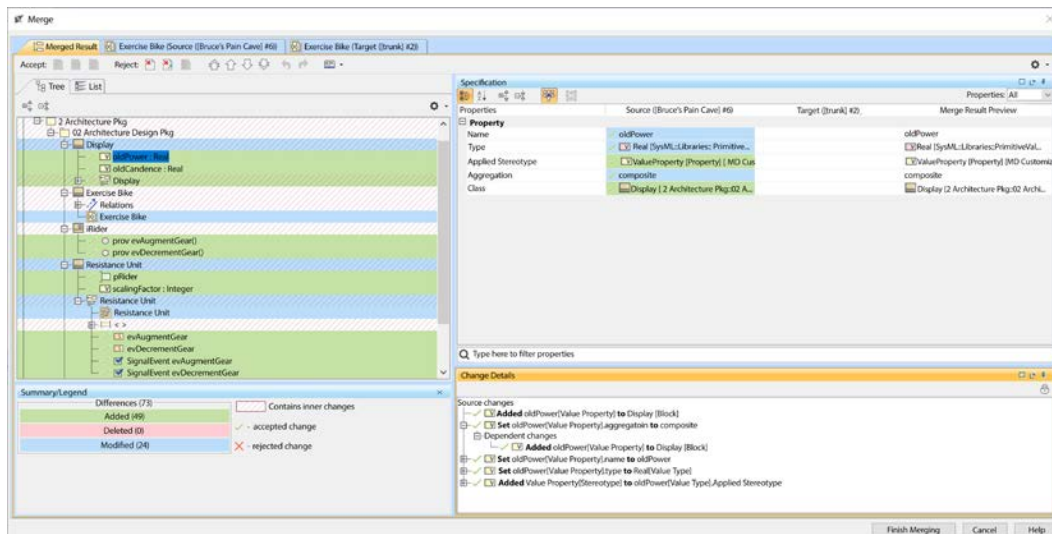 Merge
Merged Result Exercise Bike (Source ([Bruce's Pain Cave] #6)) Exercise Bike (Target ([trunk] #2))
Accept: Reject:
Tree List
2 Architecture Pkg
02 Architecture Design Pkg
Display
oldPower : Real
oldCandence : Real
Display
Exercise Bike
Relations
Exercise Bike
iRider
prov evAugmentGear()
prov evDecrementGear()
Resistance Unit
pRider
scalingFactor : Integer
Resistance Unit
Resistance Unit
< >
evAugmentGear
evDecrementGear
SignalEvent evAugmentGear
SignalEvent evDecrementGear
Summary/Legend
Differences (73)
Added (49)
Deleted (0)
Modified (24)
Contains inner changes
- accepted change
- rejected change
Specification
Properties: All
Properties Source ([Bruce's Pain Cave] #6) Target ([trunk] #2) Merge Result Preview
Property
Name oldPower oldPower
Type Real [SysML::Libraries:: Primitive... Real [SysML::Libraries::PrimitiveVal...
Applied Stereotype ValueProperty [Property] [ MD Cus ValueProperty [Property] [MD Customiz
Aggregation composite composite
Class Display [ 2 Architecture Pkg::02 A... Display [2 Architecture Pkg::02 Archi...
Type here to filter properties
Change Details
Source changes
Added oldPower[Value Property] to Display [Block]
Set oldPower[Value Property].aggregatoin to composite
Dependent changes
Added oldPower[Value Property] to Display [Block]
Set oldPower[Value Property].name to oldPower
Set oldPower[Value Property].type to Real[Value Type]
Added Value Property[Stereotype] to oldPower[Value Type].Applied Stereotype
Finish Merging Cancel Help